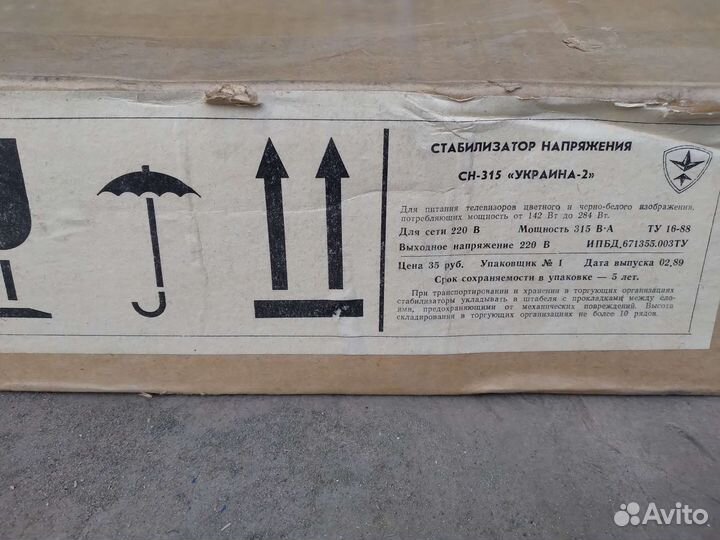 СТАБИЛИЗАТОР НАПРЯЖЕНИЯ
СН-315 «УКРАИНА-2»
Для питания телевизоров цветного и черно-белого изображения,
потребляющих мощность от 142 Вт до 284 Вт.
Для сети 220 В Мощность 315 В·А ТУ 16-88
Выходное напряжение 220 В ИПБД.671355.003ТУ
Цена 35 руб. Упаковщик № 1 Дата выпуска 02.89
Срок сохраняемости в упаковке — 5 лет.
При транспортировании и хранении в торгующих организациях
стабилизаторы укладывать в штабеля с прокладками между сло-
ями, предохраняющими от механических повреждений. Высота
складирования в торгующих организациях не более 10 рядов.
Avito